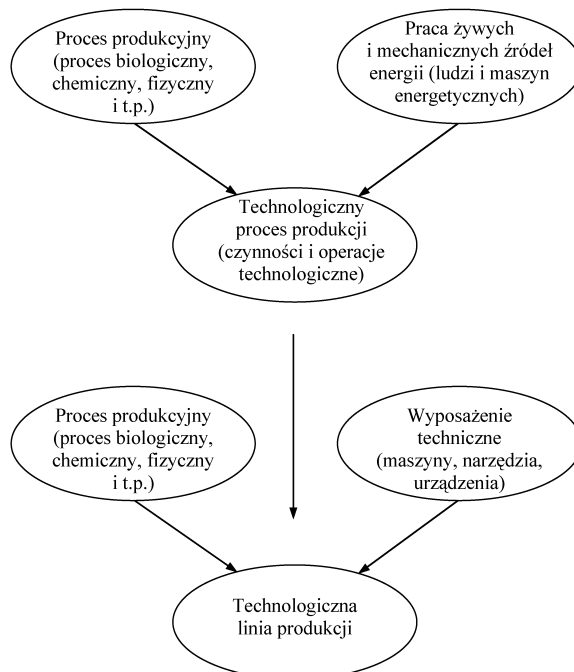 Proces produkcyjny
(proces biologiczny,
chemiczny, fizyczny
i t.p.)
Praca żywych
i mechanicznych źródeł
energii (ludzi i maszyn
energetycznych)
Technologiczny
proces produkcji
(czynności i operacje
technologiczne)
Proces produkcyjny
(proces biologiczny,
chemiczny, fizyczny
i t.p.)
Wyposażenie
techniczne
(maszyny, narzędzia,
urządzenia)
Technologiczna
linia produkcji